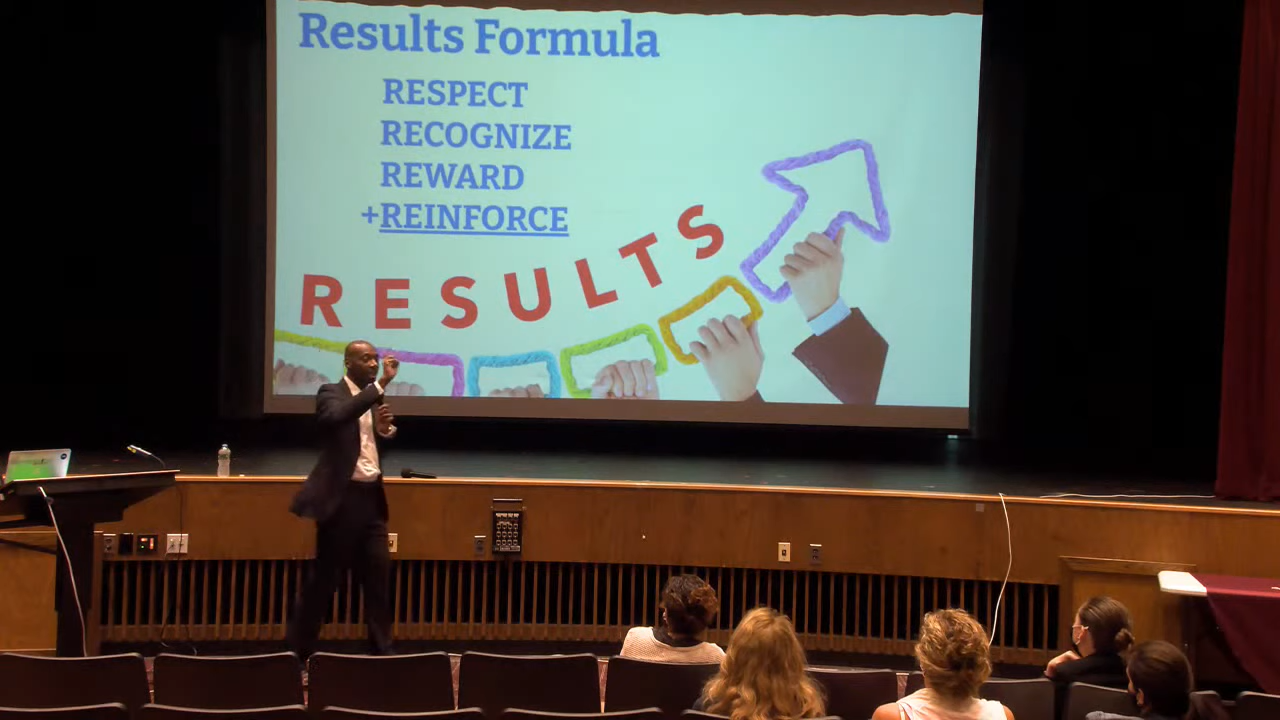 Results Formula
RESPECT
RECOGNIZE
REWARD
+REINFORCE
RESULTS